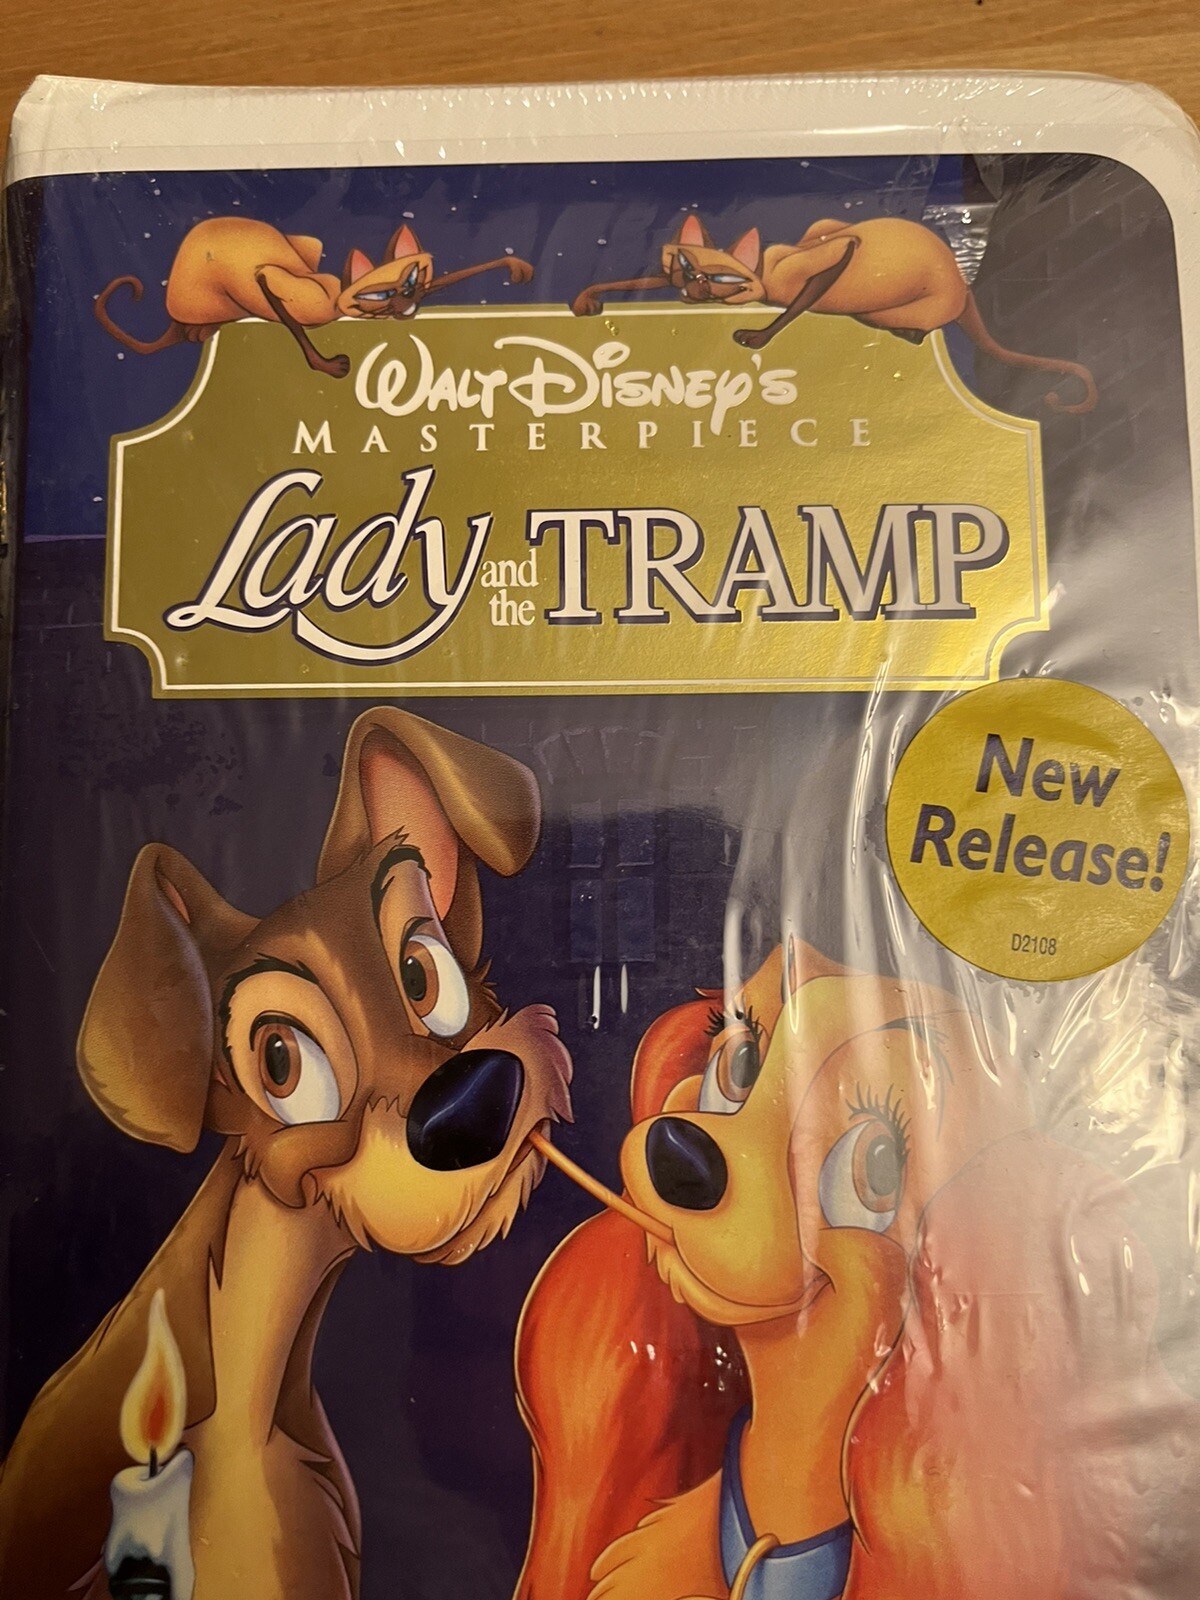 WALT DISNEY'S
MASTERPIECE
Lady and the TRAMP
New
Release!
D2108